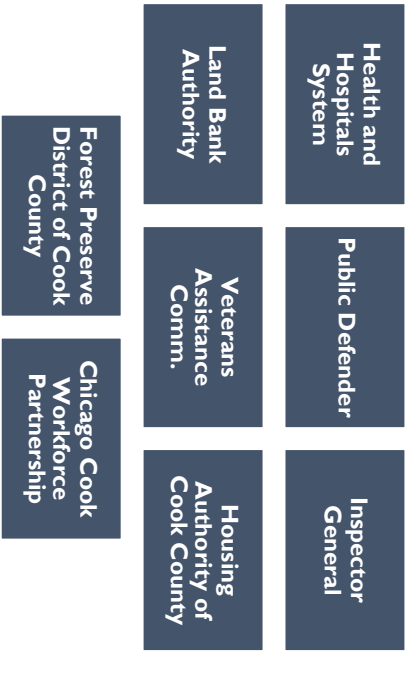 Health and
Hospitals
System
Public Defender
Inspector
General
Land Bank
Authority
Veterans
Assistance
Comm.
Housing
Authority of
Cook County
Forest Preserve
District of Cook
County
Chicago Cook
Workforce
Partnership